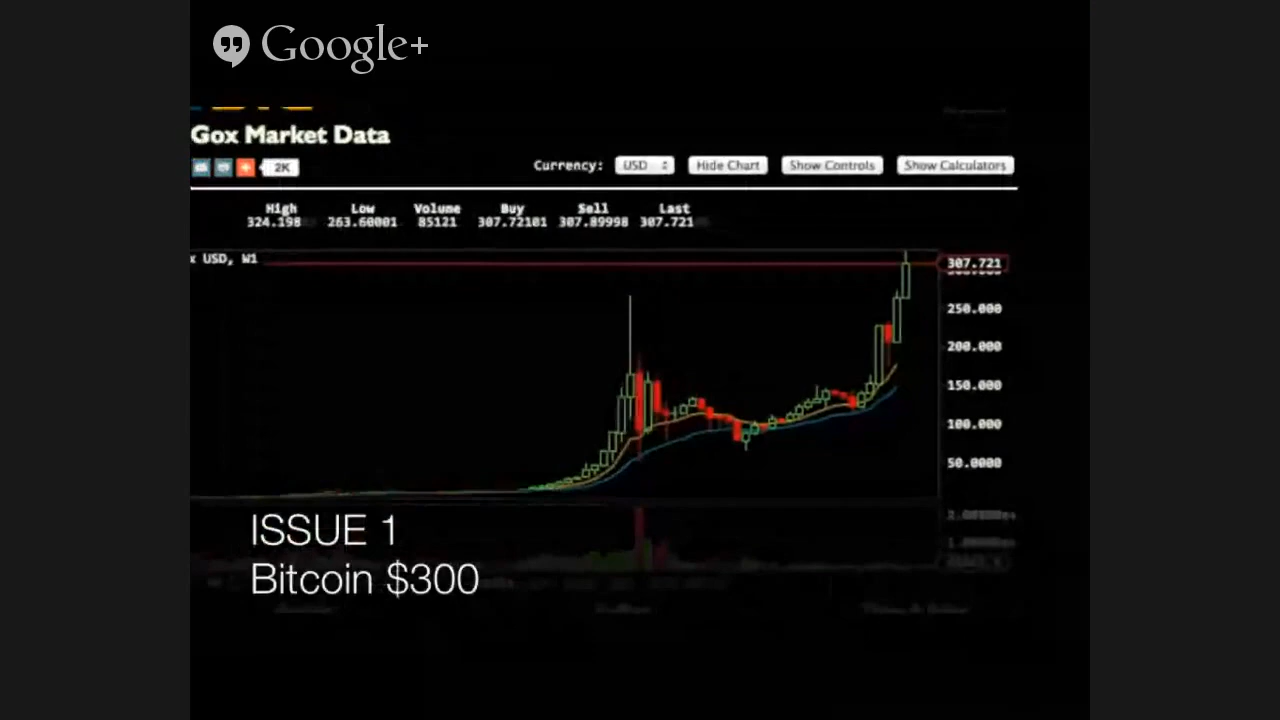 Google+
Gox Market Data
2K
Currency: USD Hide Chart Show Controls Show Calculators
High Low Volume Buy Sell Last
324.198 263.60001 85121 307.72101 307.89998 307.721
x USD, W1
307.721
250.000
200.000
150.000
100.000
50.0000
ISSUE 1
Bitcoin $300